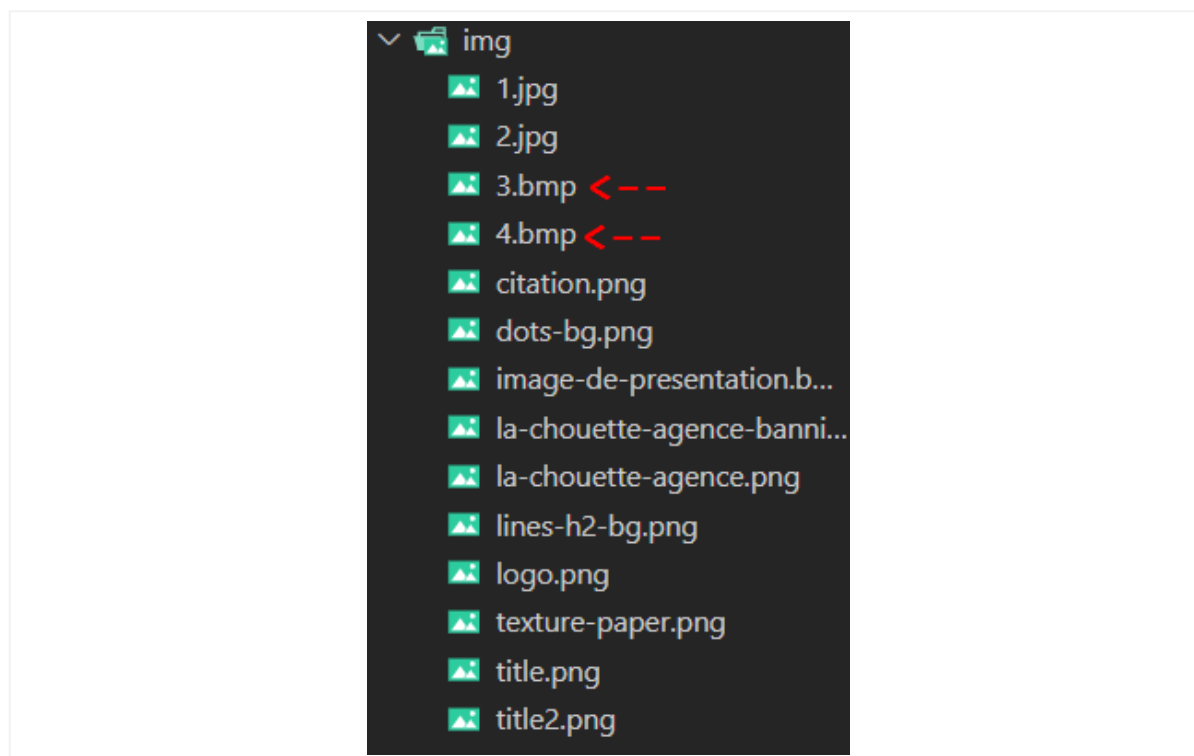 img
1.jpg
2.jpg
3.bmp <--
4.bmp <--
citation.png
dots-bg.png
image-de-presentation.b...
la-chouette-agence-banni...
la-chouette-agence.png
lines-h2-bg.png
logo.png
texture-paper.png
title.png
title2.png